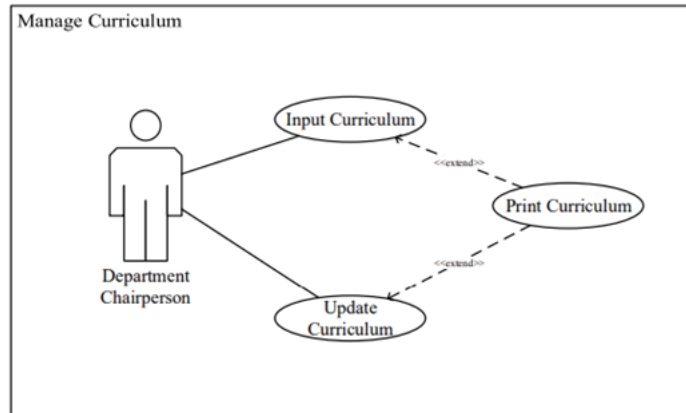 Manage Curriculum
Input Curriculum
<<extend>>
Print Curriculum
<<extend>>
Department
Chairperson
Update
Curriculum